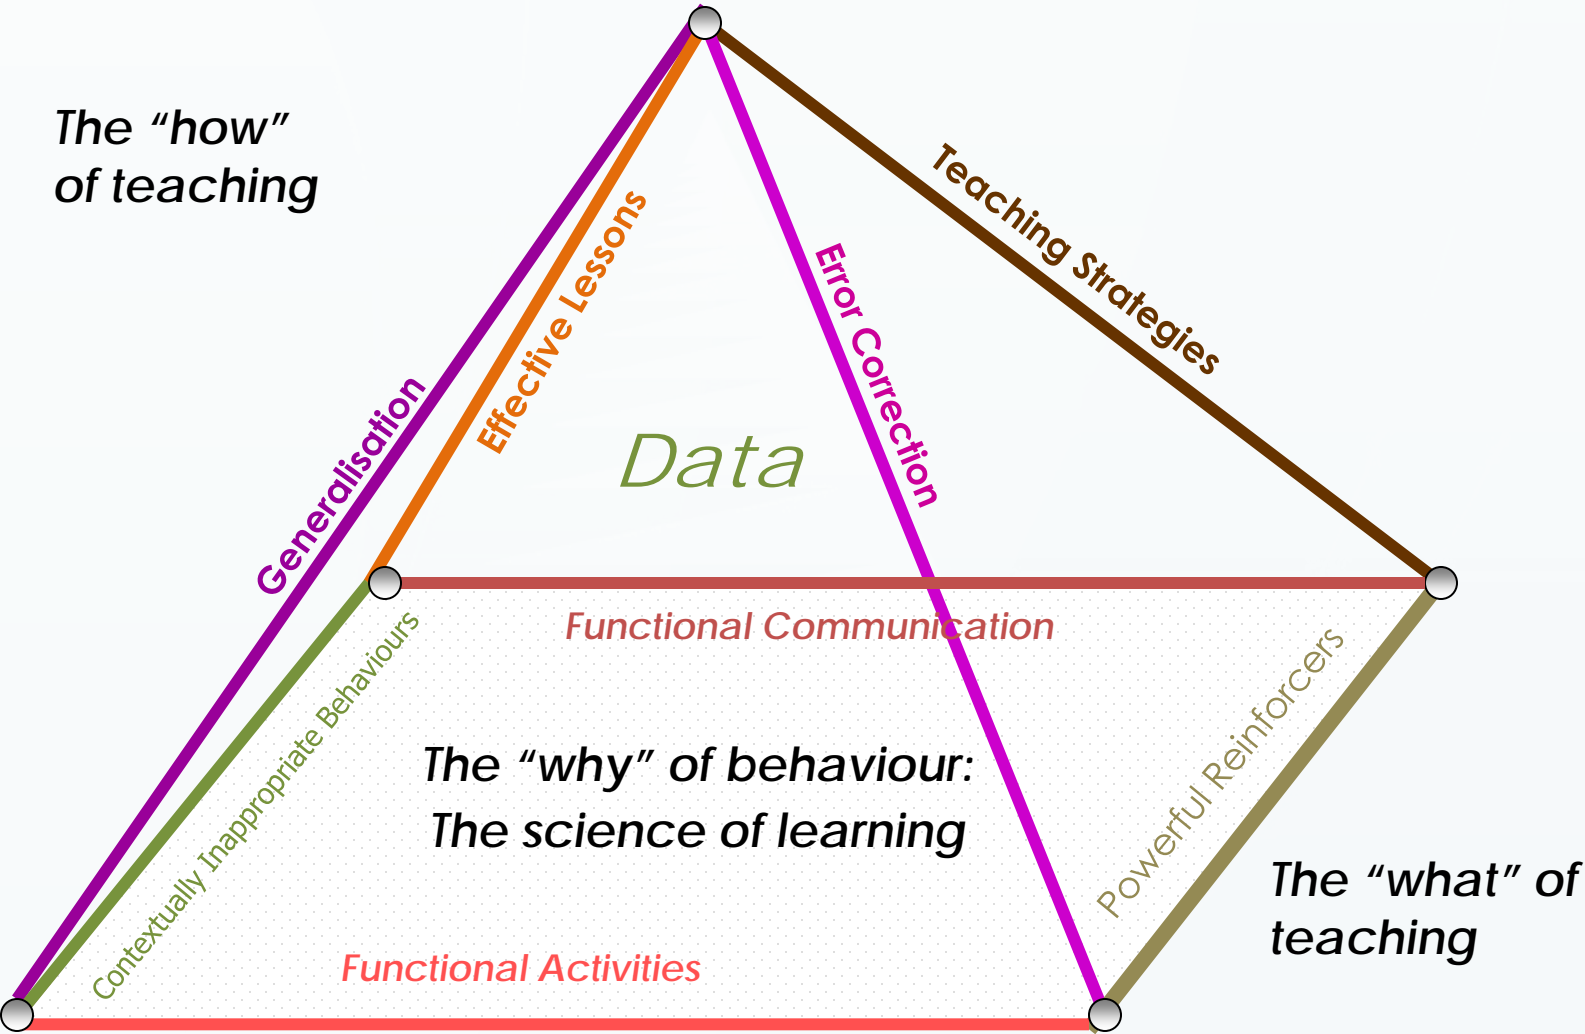 The “how”
of teaching
Teaching Strategies
Effective Lessons
Error Correction
Generalisation
Data
Functional Communication
Contextually Inappropriate Behaviours
Powerful Reinforcers
The “why” of behaviour:
The science of learning
The “what” of
teaching
Functional Activities